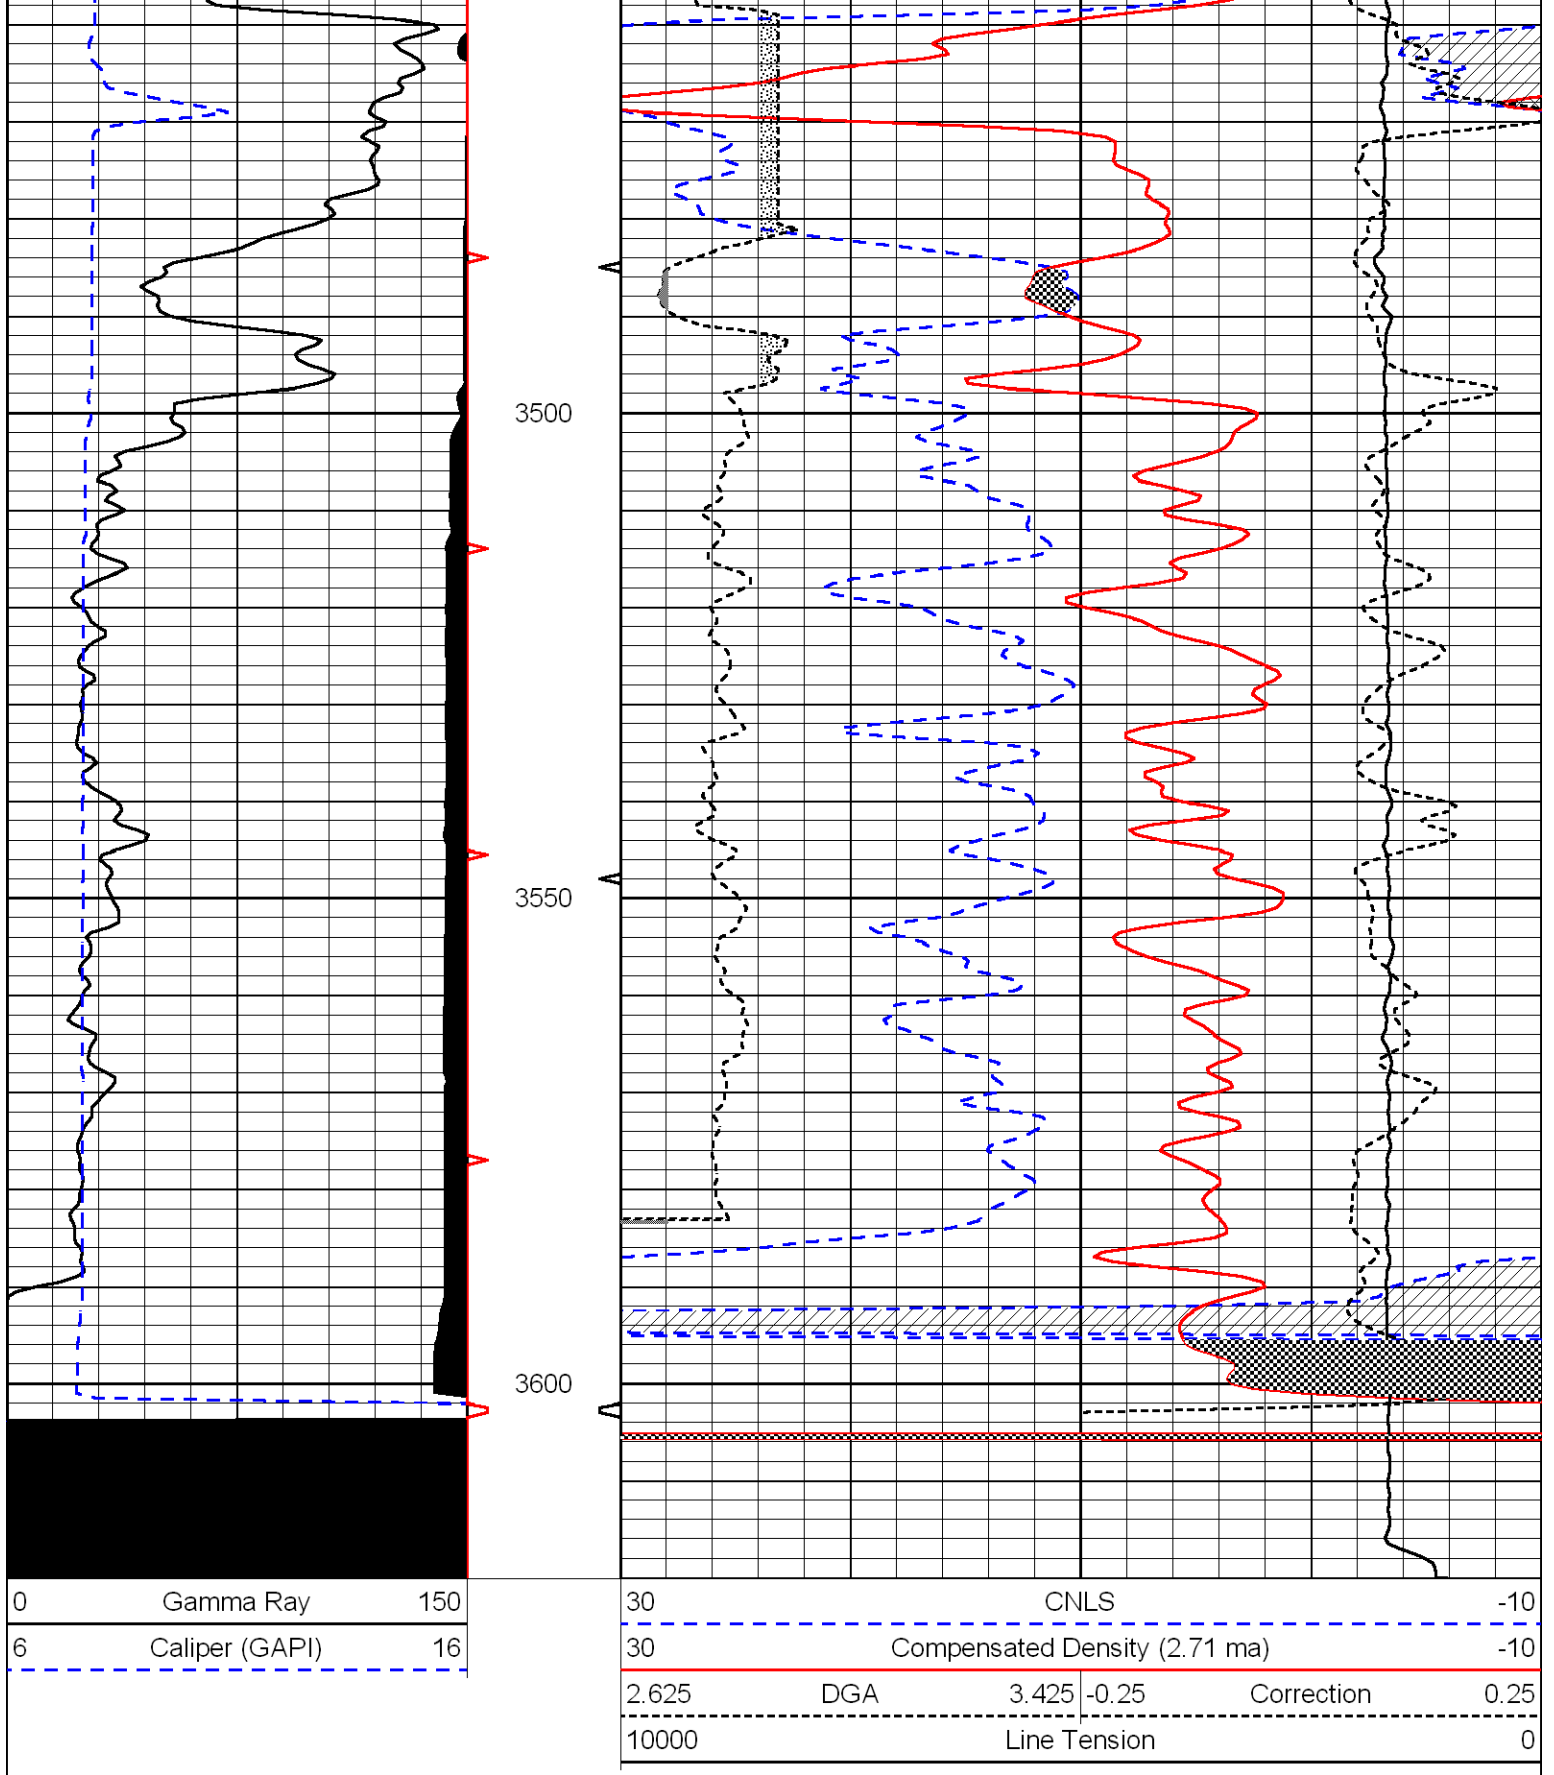 3500
3550
3600
0 Gamma Ray 150
6 Caliper (GAPI) 16
30 CNLS -10
30 Compensated Density (2.71 ma) -10
2.625 DGA 3.425 -0.25 Correction 0.25
10000 Line Tension 0